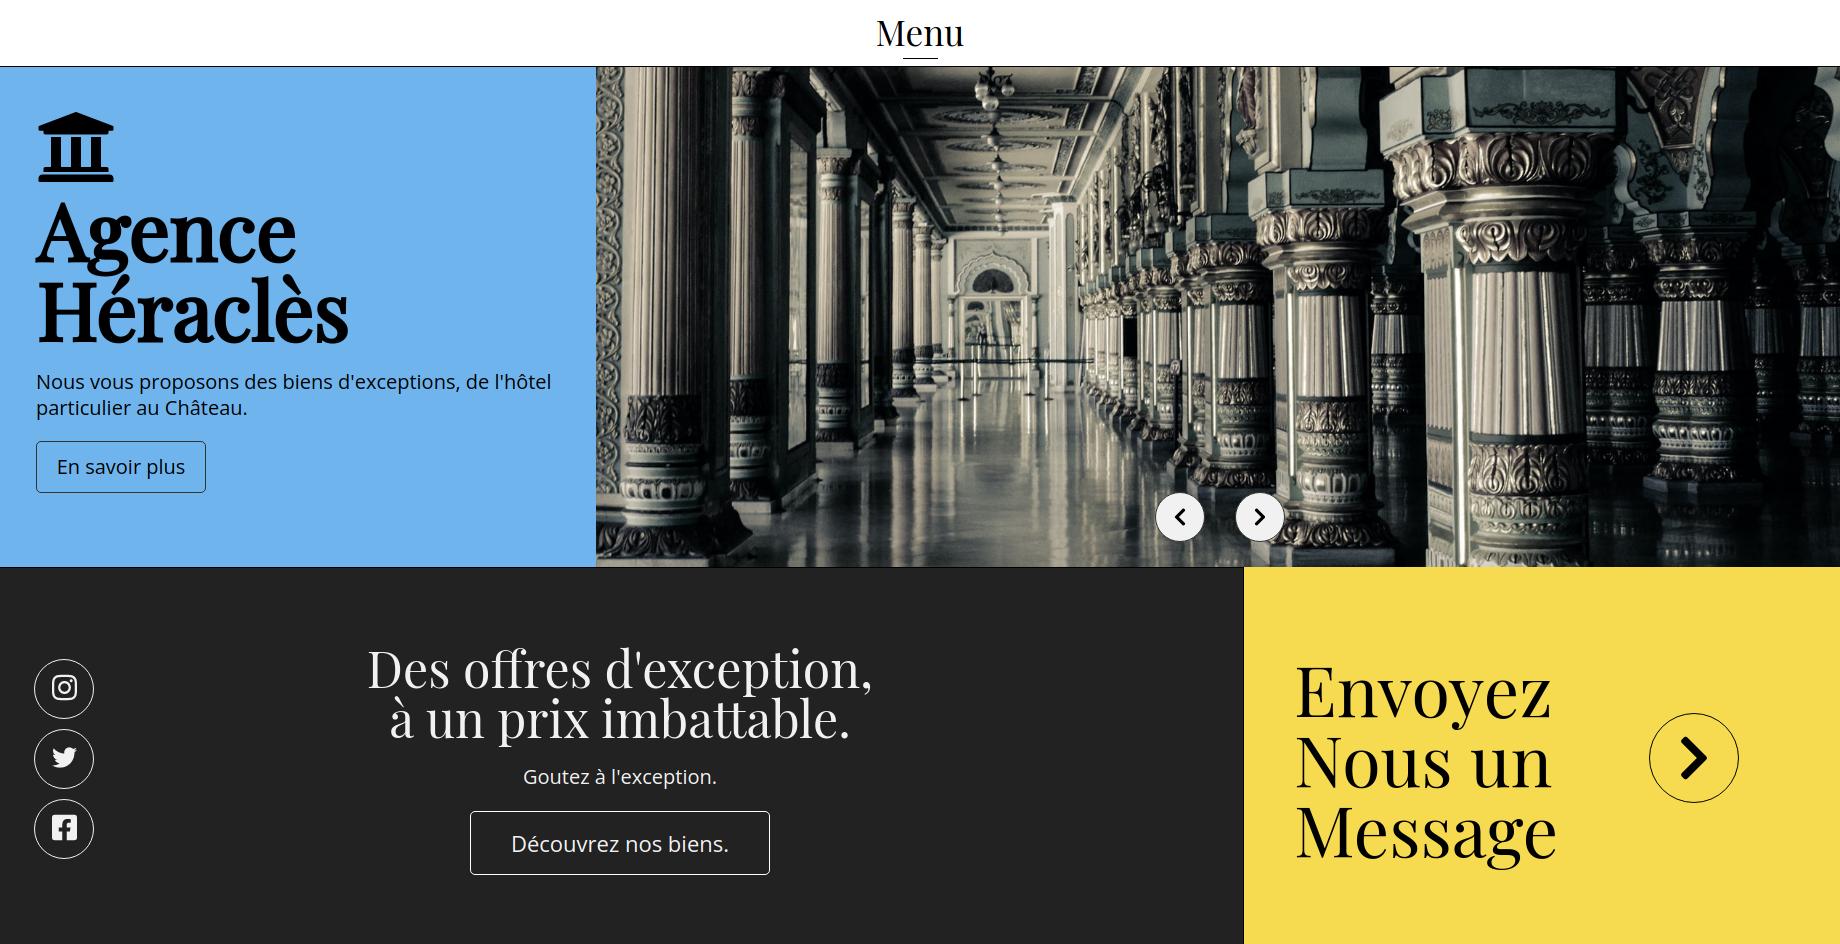 Menu
Agence
Héraclès
Nous vous proposons des biens d'exceptions, de l'hôtel
particulier au Château.
En savoir plus
Des offres d'exception,
à un prix imbattable.
Goutez à l'exception.
Découvrez nos biens.
Envoyez
Nous un
Message